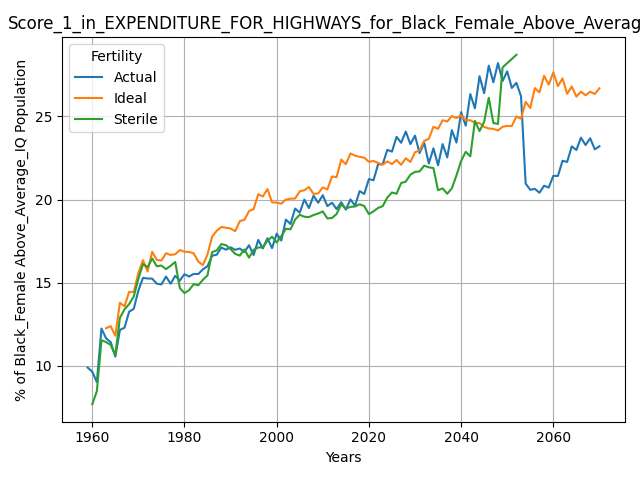 Score_1_in_EXPENDITURE_FOR_HIGHWAYS_for_Black_Female_Above_Averag
% of Black_Female Above_Average_IQ Population
Fertility
Actual
Ideal
Sterile
25
20
15
10
1960 1980 2000 2020 2040 2060
Years